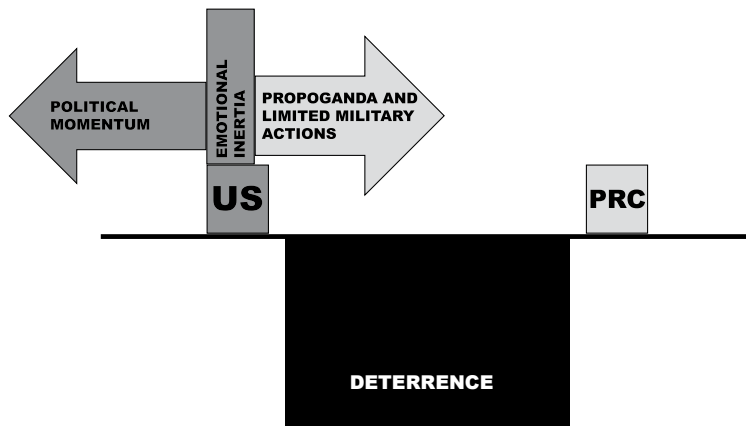 POLITICAL
MOMENTUM
EMOTIONAL
INERTIA
PROPOGANDA AND
LIMITED MILITARY
ACTIONS
US
PRC
DETERRENCE